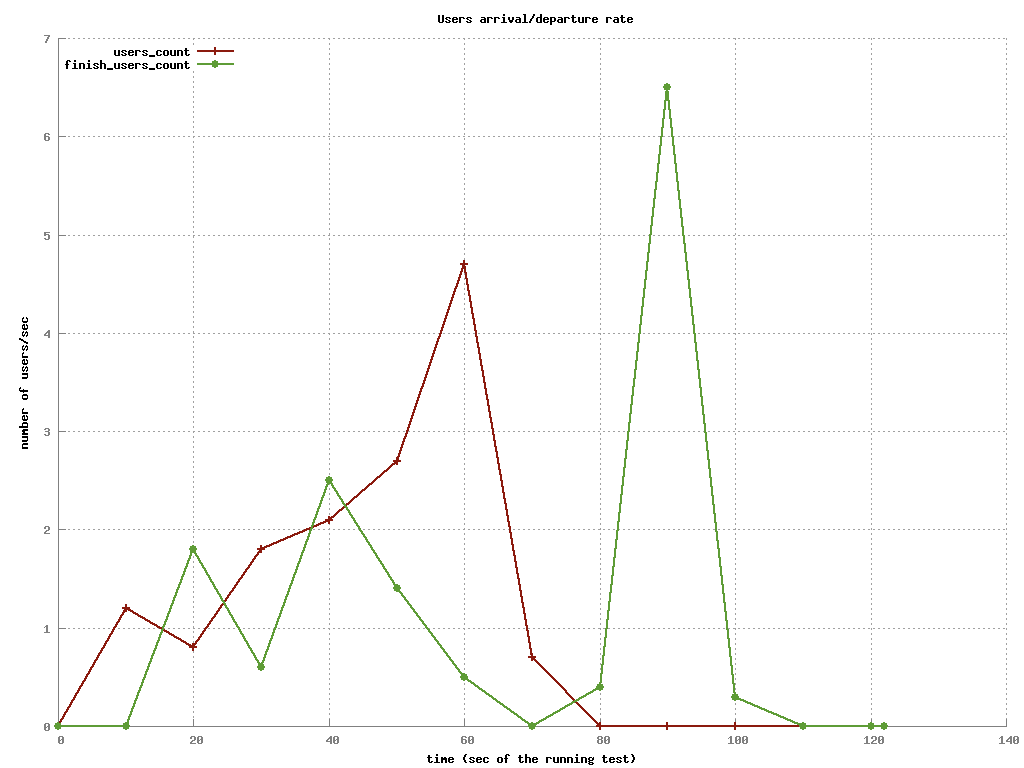 Users arrival/departure rate
users_count
finish_users_count
7
6
5
4
3
2
1
0
number of users/sec
0 20 40 60 80 100 120 140
time (sec of the running test)